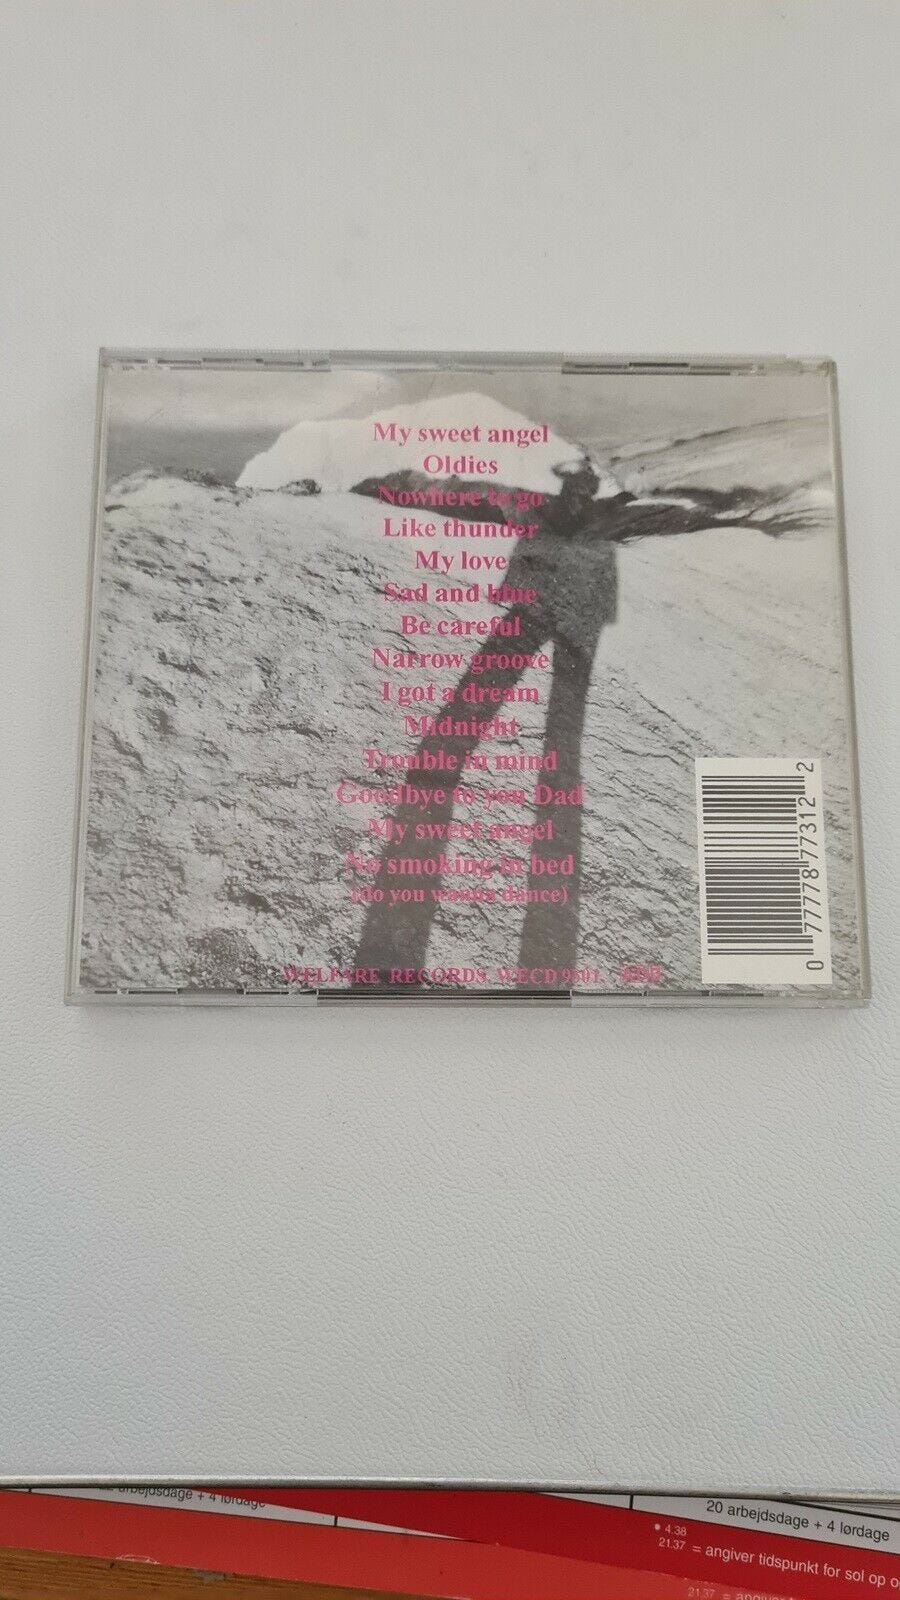 My sweet angel
Oldies
Nowhere to go
Like thunder
My love
Sad and blue
Be careful
Narrow groove
I got a dream
Midnight
Trouble in mind
Goodbye to you Dad
My sweet angel
No smoking in bed
(do you wanna dance)
WELFARE RECORDS WECD 9301
0 77778 77312 2
arbejdsdage + 4 lørdage
20 arbejdsdage + 4 lørdage
4.38
21.37 = angiver tidspunkt for sol op
21.37 =